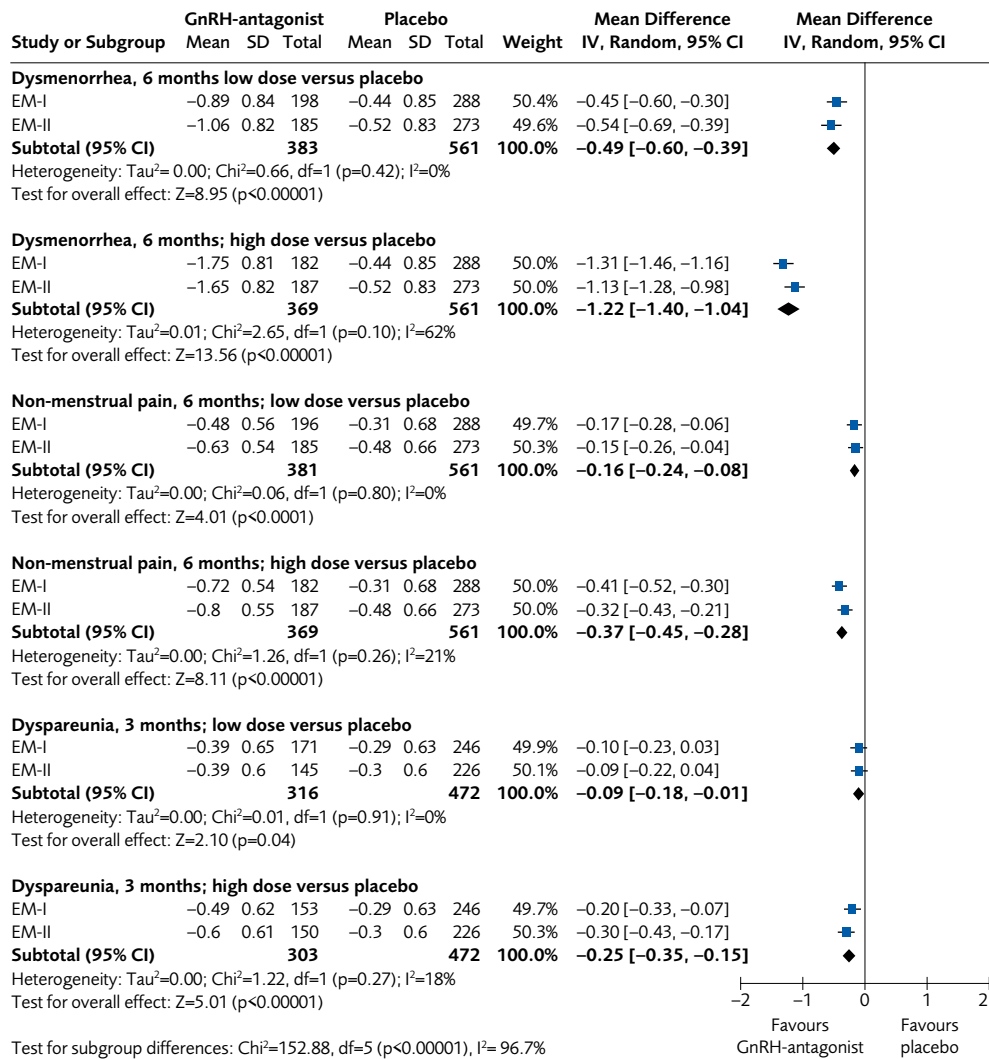 GnRH-antagonist Placebo Mean Difference Mean Difference
Study or Subgroup Mean SD Total Mean SD Total Weight IV, Random, 95% CI IV, Random, 95% CI
Dysmenorrhea, 6 months low dose versus placebo
EM-I −0.89 0.84 198 −0.44 0.85 288 50.4% −0.45 [−0.60, −0.30]
EM-II −1.06 0.82 185 −0.52 0.83 273 49.6% −0.54 [−0.69, −0.39]
Subtotal (95% CI) 383 561 100.0% −0.49 [−0.60, −0.39]
Heterogeneity: Tau²= 0.00; Chi²=0.66, df=1 (p=0.42); I²=0%
Test for overall effect: Z=8.95 (p<0.00001)
Dysmenorrhea, 6 months; high dose versus placebo
EM-I −1.75 0.81 182 −0.44 0.85 288 50.0% −1.31 [−1.46, −1.16]
EM-II −1.65 0.82 187 −0.52 0.83 273 50.0% −1.13 [−1.28, −0.98]
Subtotal (95% CI) 369 561 100.0% −1.22 [−1.40, −1.04]
Heterogeneity: Tau²=0.01; Chi²=2.65, df=1 (p=0.10); I²=62%
Test for overall effect: Z=13.56 (p<0.00001)
Non-menstrual pain, 6 months; low dose versus placebo
EM-I −0.48 0.56 196 −0.31 0.68 288 49.7% −0.17 [−0.28, −0.06]
EM-II −0.63 0.54 185 −0.48 0.66 273 50.3% −0.15 [−0.26, −0.04]
Subtotal (95% CI) 381 561 100.0% −0.16 [−0.24, −0.08]
Heterogeneity: Tau²=0.00; Chi²=0.06, df=1 (p=0.80); I²=0%
Test for overall effect: Z=4.01 (p<0.0001)
Non-menstrual pain, 6 months; high dose versus placebo
EM-I −0.72 0.54 182 −0.31 0.68 288 50.0% −0.41 [−0.52, −0.30]
EM-II −0.8 0.55 187 −0.48 0.66 273 50.0% −0.32 [−0.43, −0.21]
Subtotal (95% CI) 369 561 100.0% −0.37 [−0.45, −0.28]
Heterogeneity: Tau²=0.00; Chi²=1.26, df=1 (p=0.26); I²=21%
Test for overall effect: Z=8.11 (p<0.00001)
Dyspareunia, 3 months; low dose versus placebo
EM-I −0.39 0.65 171 −0.29 0.63 246 49.9% −0.10 [−0.23, 0.03]
EM-II −0.39 0.6 145 −0.3 0.6 226 50.1% −0.09 [−0.22, 0.04]
Subtotal (95% CI) 316 472 100.0% −0.09 [−0.18, −0.01]
Heterogeneity: Tau²=0.00; Chi²=0.01, df=1 (p=0.91); I²=0%
Test for overall effect: Z=2.10 (p=0.04)
Dyspareunia, 3 months; high dose versus placebo
EM-I −0.49 0.62 153 −0.29 0.63 246 49.7% −0.20 [−0.33, −0.07]
EM-II −0.6 0.61 150 −0.3 0.6 226 50.3% −0.30 [−0.43, −0.17]
Subtotal (95% CI) 303 472 100.0% −0.25 [−0.35, −0.15]
Heterogeneity: Tau²=0.00; Chi²=1.22, df=1 (p=0.27); I²=18%
Test for overall effect: Z=5.01 (p<0.00001)
−2 −1 0 1 2
Favours Favours
GnRH-antagonist placebo
Test for subgroup differences: Chi²=152.88, df=5 (p<0.00001), I²= 96.7%